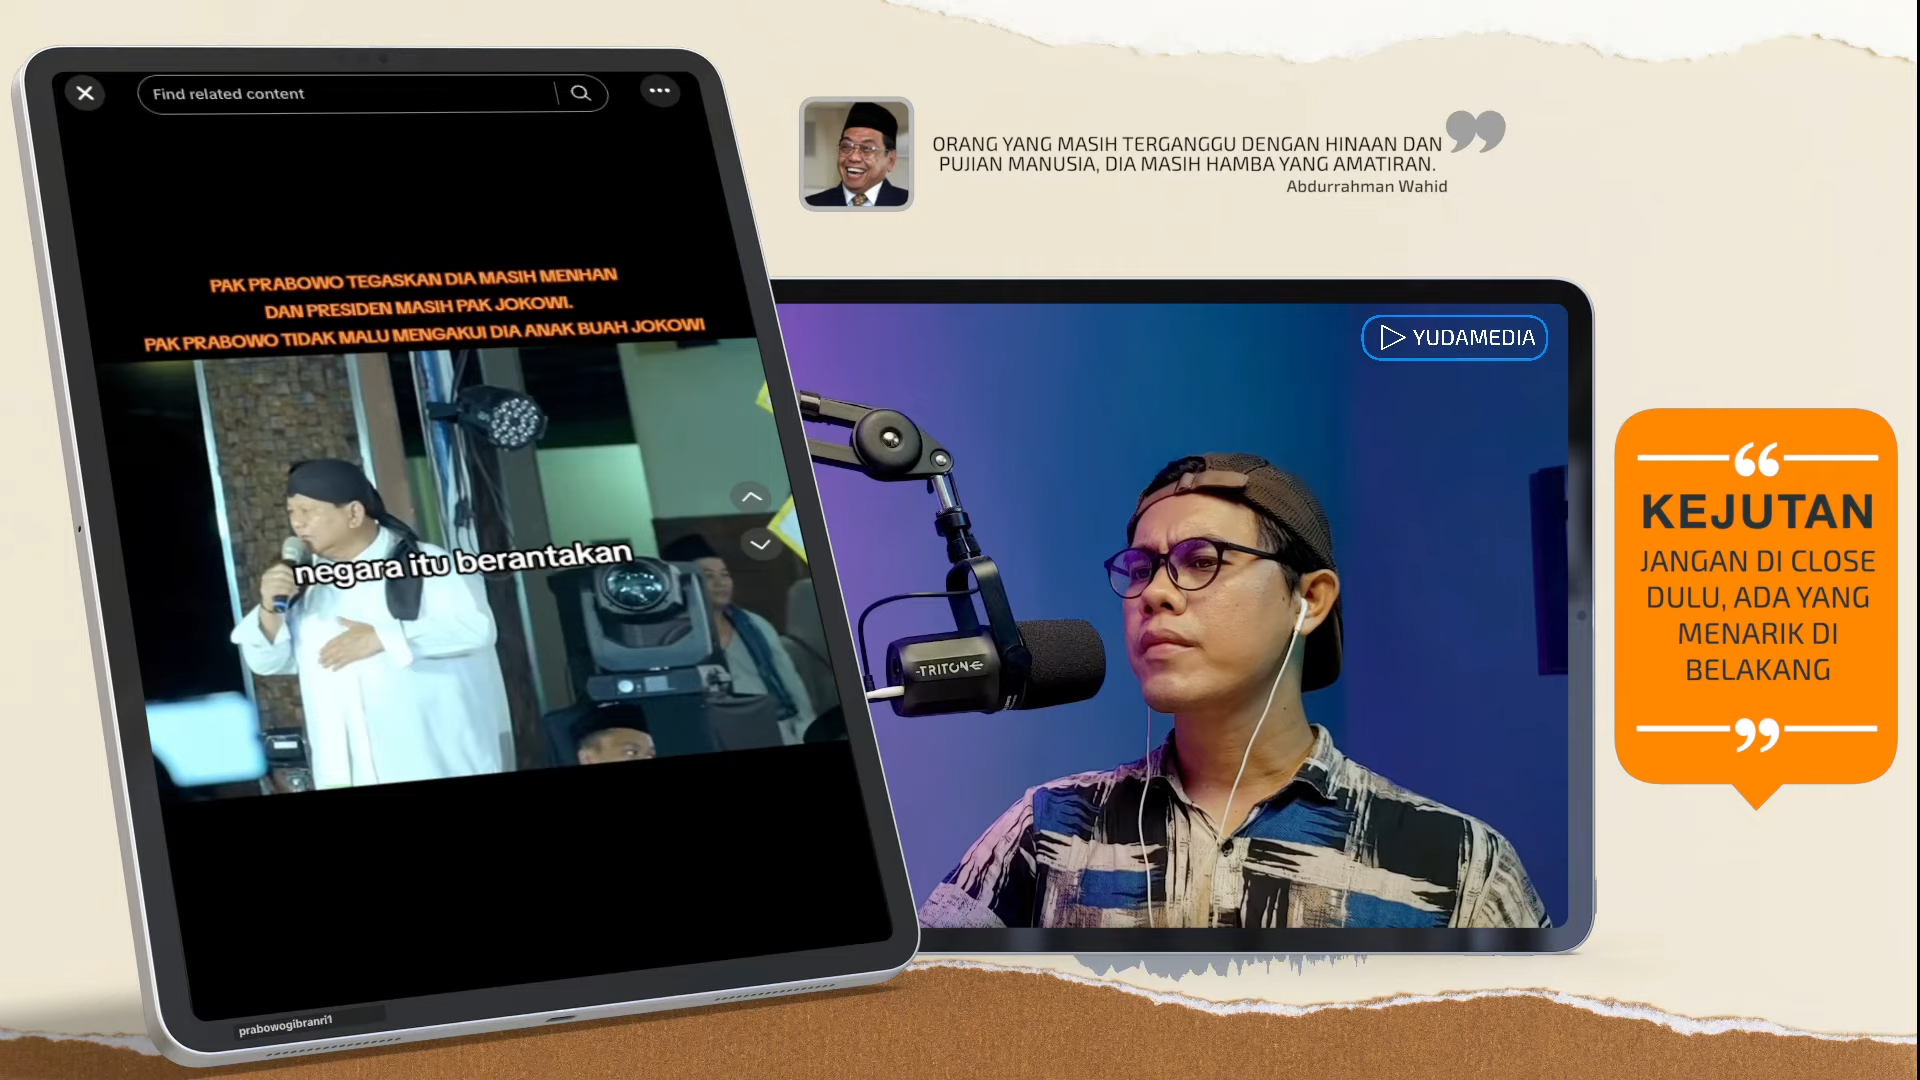 Find related content
PAK PRABOWO TEGASKAN DIA MASIH MENHAN
DAN PRESIDEN MASIH PAK JOKOWI.
PAK PRABOWO TIDAK MALU MENGAKUI DIA ANAK BUAH JOKOWI
negara itu berantakan
prabowogibranri1
ORANG YANG MASIH TERGANGGU DENGAN HINAAN DAN
PUJIAN MANUSIA, DIA MASIH HAMBA YANG AMATIRAN.
Abdurrahman Wahid
YUDAMEDIA
TRITON
“
KEJUTAN
JANGAN DI CLOSE
DULU, ADA YANG
MENARIK DI
BELAKANG
”